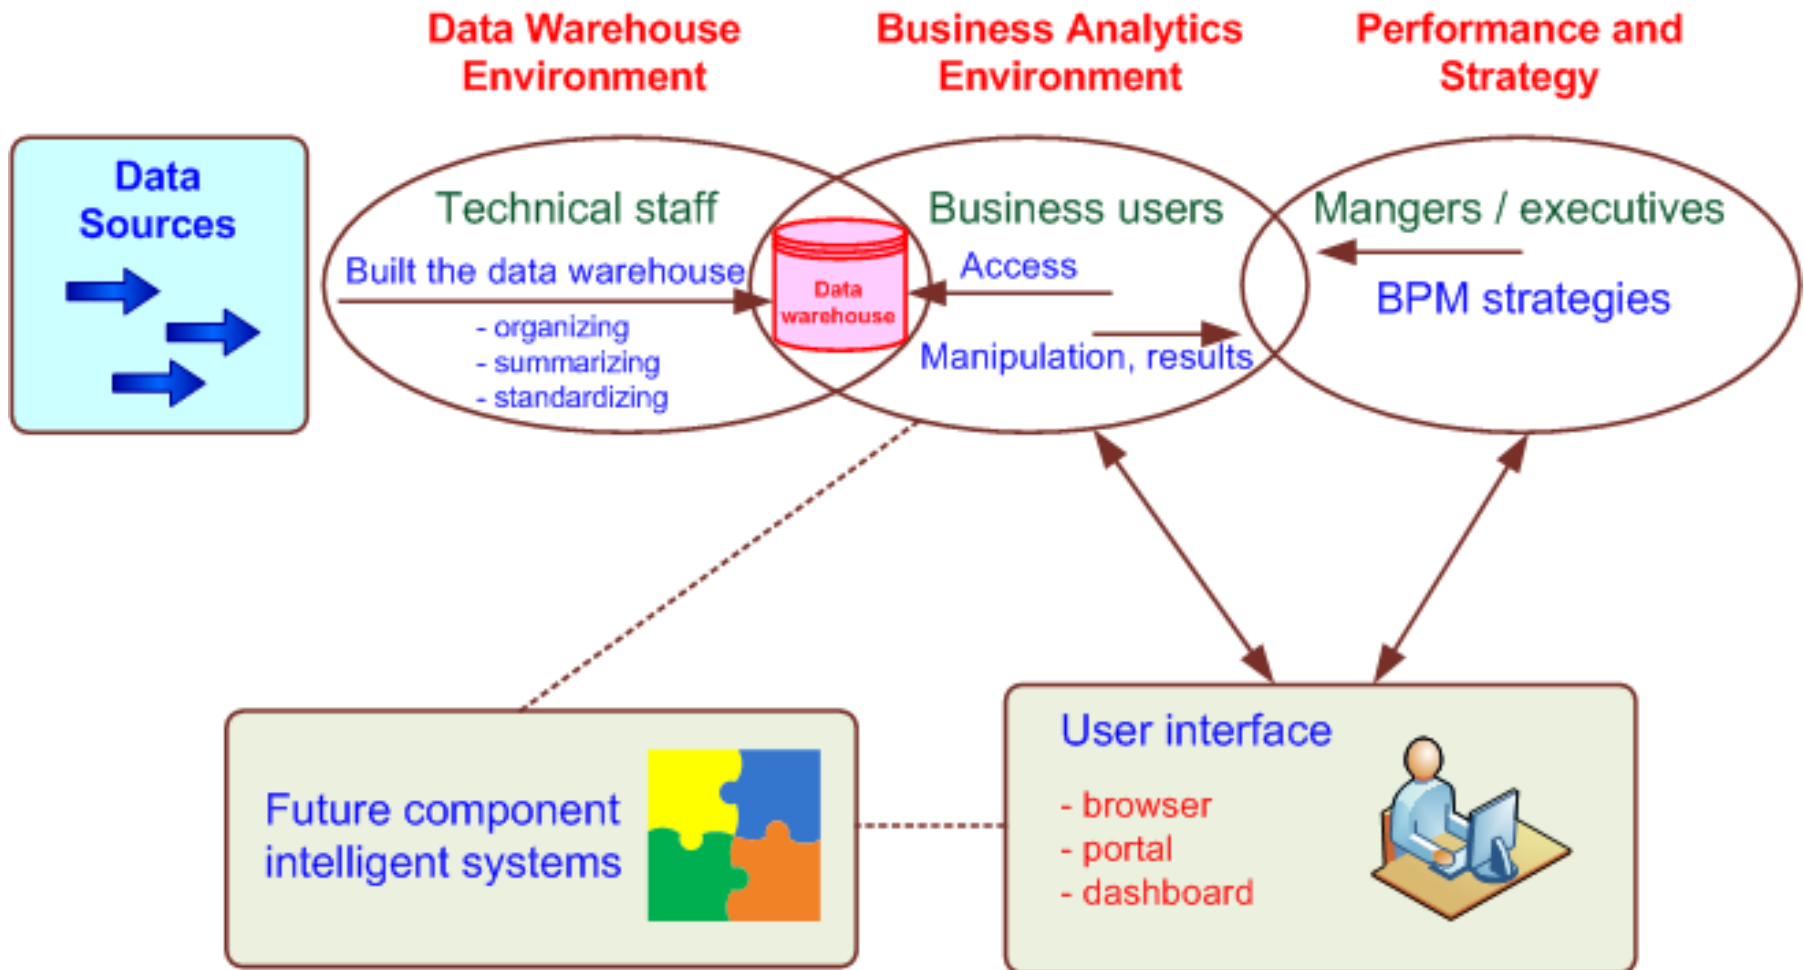 Data Warehouse
Environment
Business Analytics
Environment
Performance and
Strategy
Data
Sources
Technical staff
Built the data warehouse
- organizing
- summarizing
- standardizing
Data
warehouse
Business users
Access
Manipulation, results
Mangers / executives
BPM strategies
Future component
intelligent systems
User interface
- browser
- portal
- dashboard